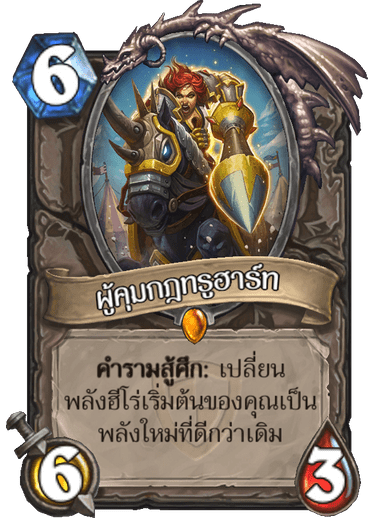 6
ผู้คุมกฎทรูฮาร์ท
คำรามสู้ศึก: เปลี่ยน
พลังฮีโร่เริ่มต้นของคุณเป็น
พลังใหม่ที่ดีกว่าเดิม
6
3